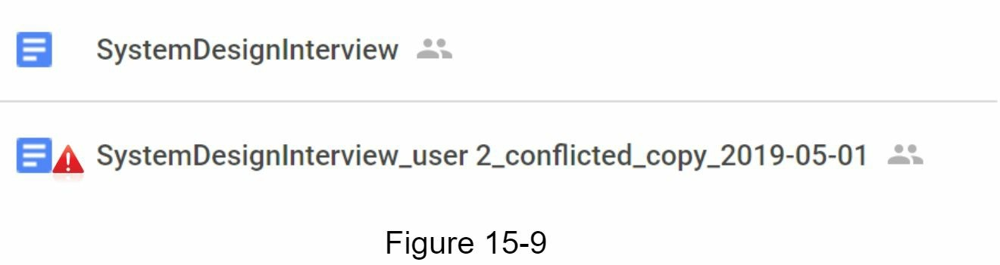 SystemDesignInterview
SystemDesignInterview_user 2_conflicted_copy_2019-05-01
Figure 15-9